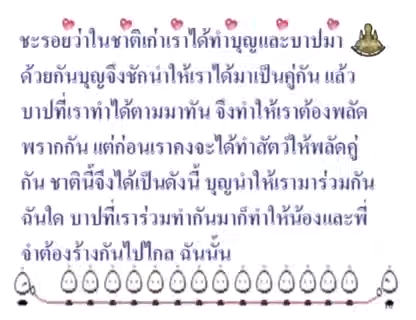 ชะรอยว่าในชาติเก่าเราได้ทำบุญและบาปมา
ด้วยกันบุญจึงชักนำให้เราได้มาเป็นคู่กัน แล้ว
บาปที่เราทำได้ตามมาทัน จึงทำให้เราต้องพลัด
พรากกัน แต่ก่อนเราคงจะได้ทำสัตว์ให้พลัดคู่
กัน ชาตินี้จึงได้เป็นดังนี้ บุญนำให้เรามาร่วมกัน
ฉันใด บาปที่เราร่วมทำกันมาก็ทำให้น้องและพี่
จำต้องร้างกันไปไกล ฉันนั้น